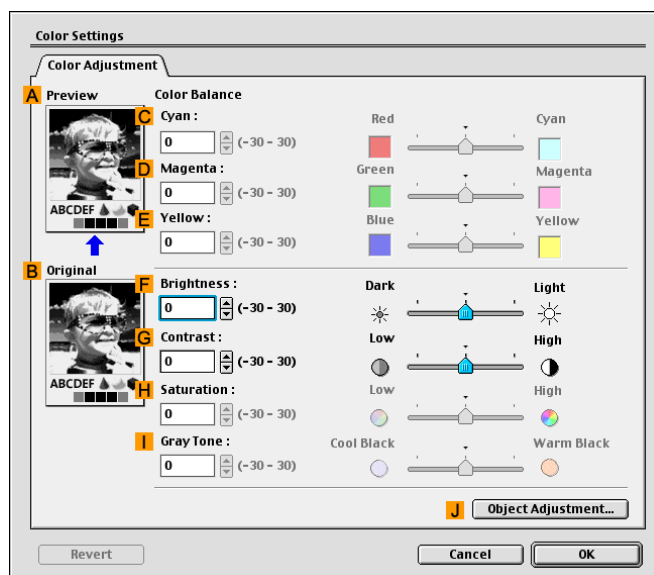 Color Settings
Color Adjustment
A Preview
Color Balance
C Cyan :
0 (-30 - 30)
Red Cyan
D Magenta :
0 (-30 - 30)
Green Magenta
E Yellow :
0 (-30 - 30)
Blue Yellow
ABCDEF
B Original
F Brightness :
0 (-30 - 30)
Dark Light
G Contrast :
0 (-30 - 30)
Low High
ABCDEF
H Saturation :
0 (-30 - 30)
Low High
I Gray Tone :
0 (-30 - 30)
Cool Black Warm Black
J Object Adjustment...
Revert Cancel OK